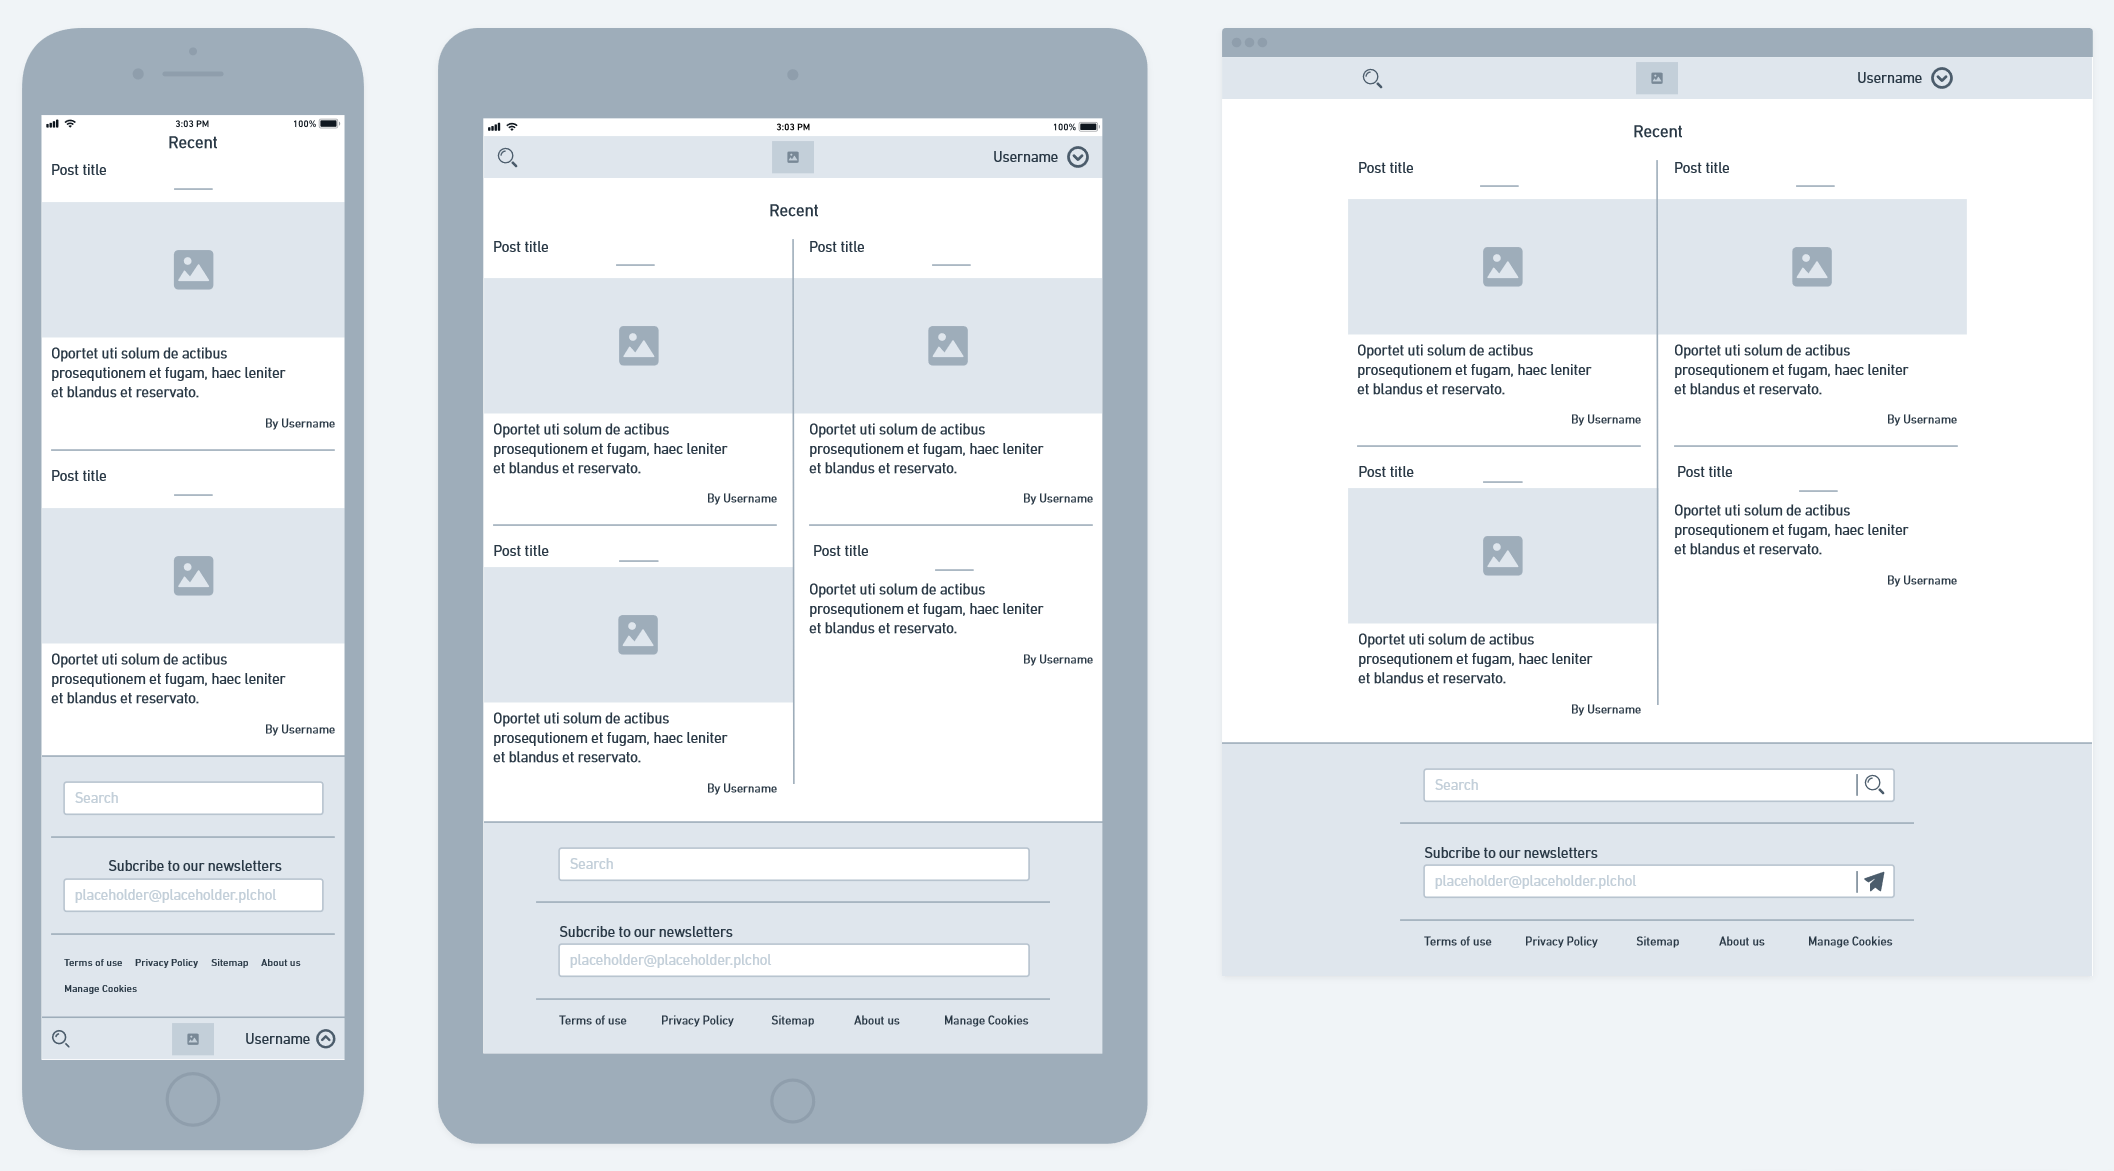 3:03 PM
100%
Recent
Post title
Oportet uti solum de actibus
prosequtionem et fugam, haec leniter
et blandus et reservato.
By Username
Post title
Oportet uti solum de actibus
prosequtionem et fugam, haec leniter
et blandus et reservato.
By Username
Search
Subcribe to our newsletters
placeholder@placeholder.plchol
Terms of use Privacy Policy Sitemap About us
Manage Cookies
Username
3:03 PM
100%
Username
Recent
Post title
Oportet uti solum de actibus
prosequtionem et fugam, haec leniter
et blandus et reservato.
By Username
Post title
Oportet uti solum de actibus
prosequtionem et fugam, haec leniter
et blandus et reservato.
By Username
Post title
Oportet uti solum de actibus
prosequtionem et fugam, haec leniter
et blandus et reservato.
By Username
Post title
Oportet uti solum de actibus
prosequtionem et fugam, haec leniter
et blandus et reservato.
By Username
Search
Subcribe to our newsletters
placeholder@placeholder.plchol
Terms of use Privacy Policy Sitemap About us Manage Cookies
Username
Recent
Post title
Oportet uti solum de actibus
prosequtionem et fugam, haec leniter
et blandus et reservato.
By Username
Post title
Oportet uti solum de actibus
prosequtionem et fugam, haec leniter
et blandus et reservato.
By Username
Post title
Oportet uti solum de actibus
prosequtionem et fugam, haec leniter
et blandus et reservato.
By Username
Post title
Oportet uti solum de actibus
prosequtionem et fugam, haec leniter
et blandus et reservato.
By Username
Search
Subcribe to our newsletters
placeholder@placeholder.plchol
Terms of use Privacy Policy Sitemap About us Manage Cookies